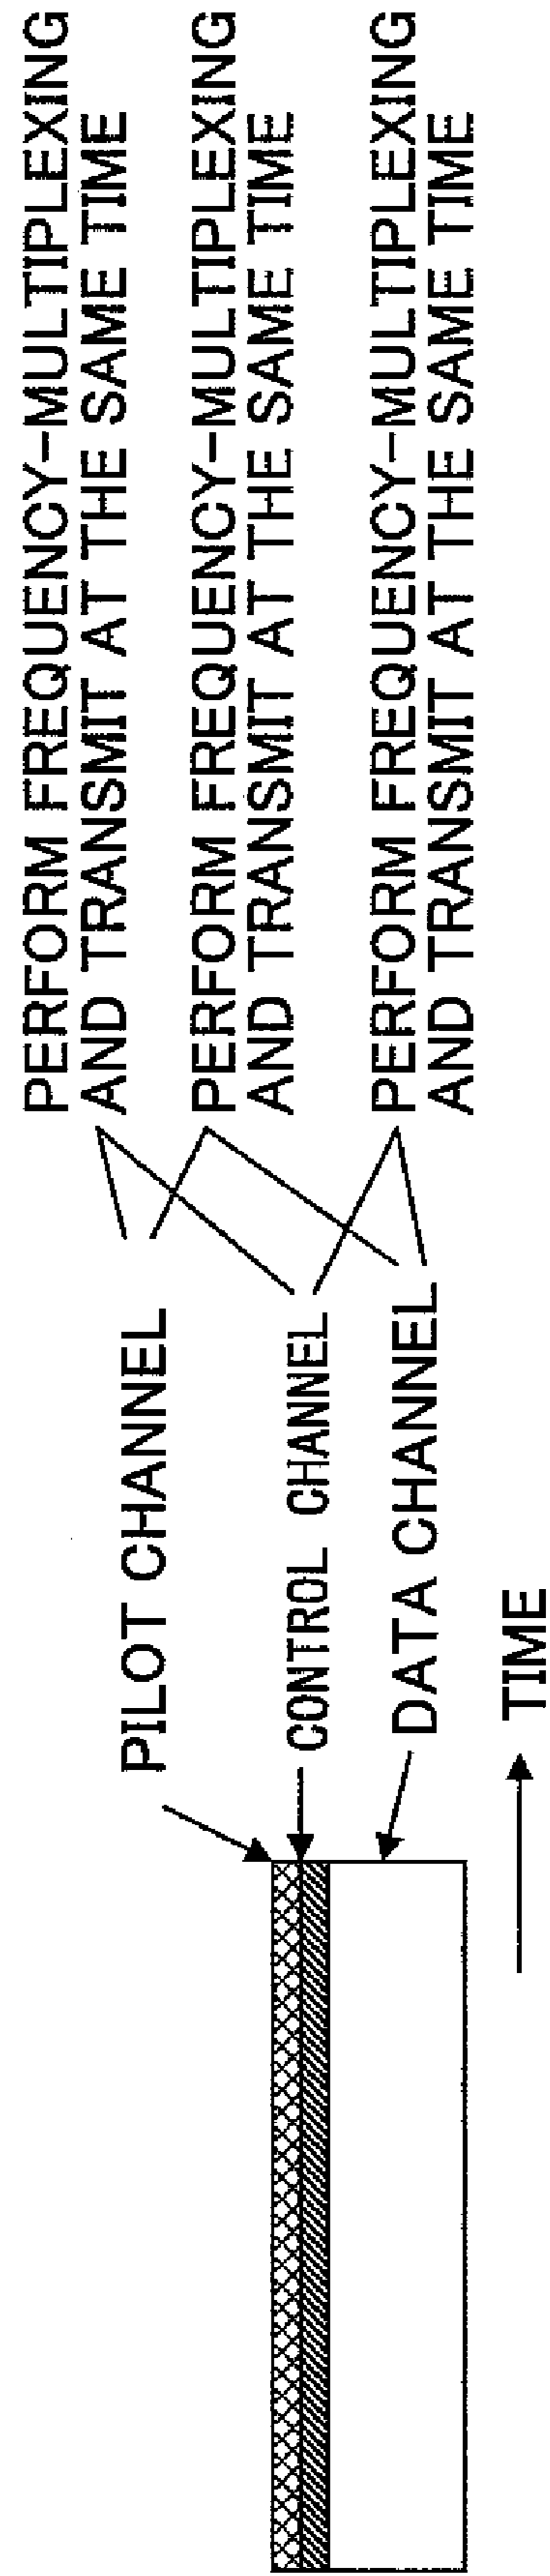 PILOT CHANNEL
CONTROL CHANNEL
DATA CHANNEL
TIME
PERFORM FREQUENCY-MULTIPLEXING
AND TRANSMIT AT THE SAME TIME
PERFORM FREQUENCY-MULTIPLEXING
AND TRANSMIT AT THE SAME TIME
PERFORM FREQUENCY-MULTIPLEXING
AND TRANSMIT AT THE SAME TIME